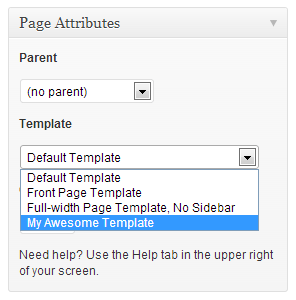 Page Attributes
Parent
(no parent)
Template
Default Template
Default Template
Front Page Template
Full-width Page Template, No Sidebar
My Awesome Template
Need help? Use the Help tab in the upper right
of your screen.